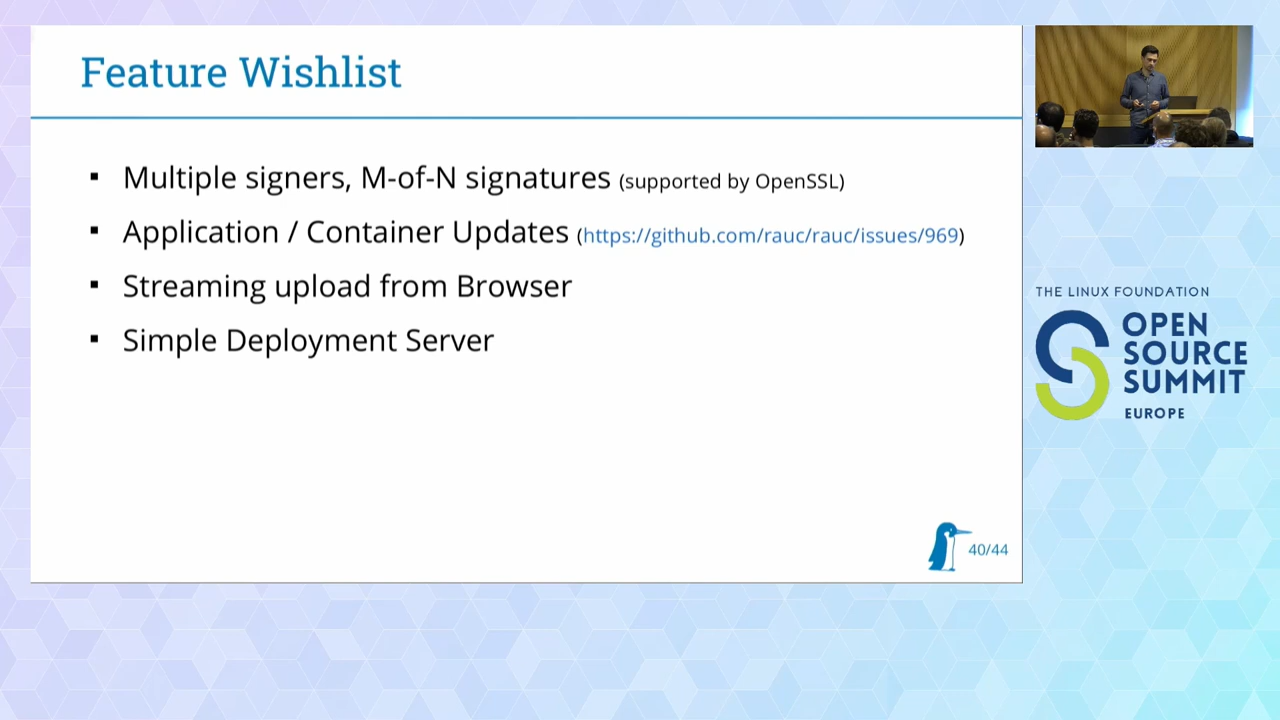 Feature Wishlist
▪ Multiple signers, M-of-N signatures (supported by OpenSSL)
▪ Application / Container Updates (https://github.com/rauc/rauc/issues/969)
▪ Streaming upload from Browser
▪ Simple Deployment Server
40/44
THE LINUX FOUNDATION
OPEN
SOURCE
SUMMIT
EUROPE